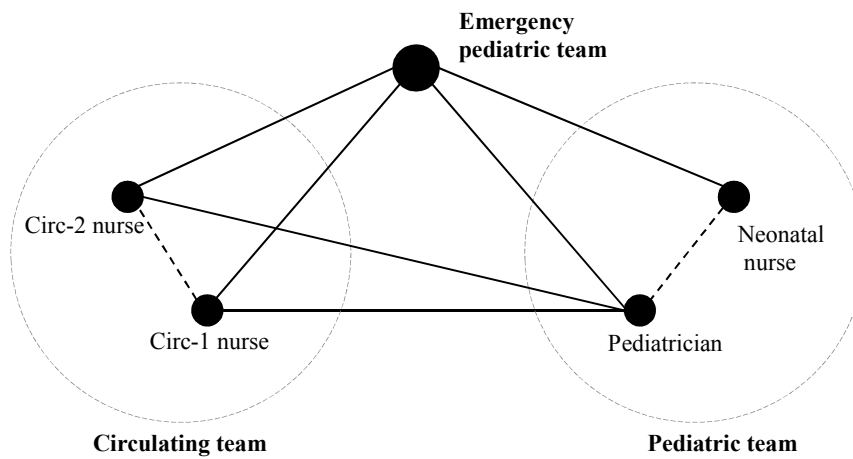 Emergency
pediatric team
Circ-2 nurse
Neonatal
nurse
Circ-1 nurse
Pediatrician
Circulating team
Pediatric team